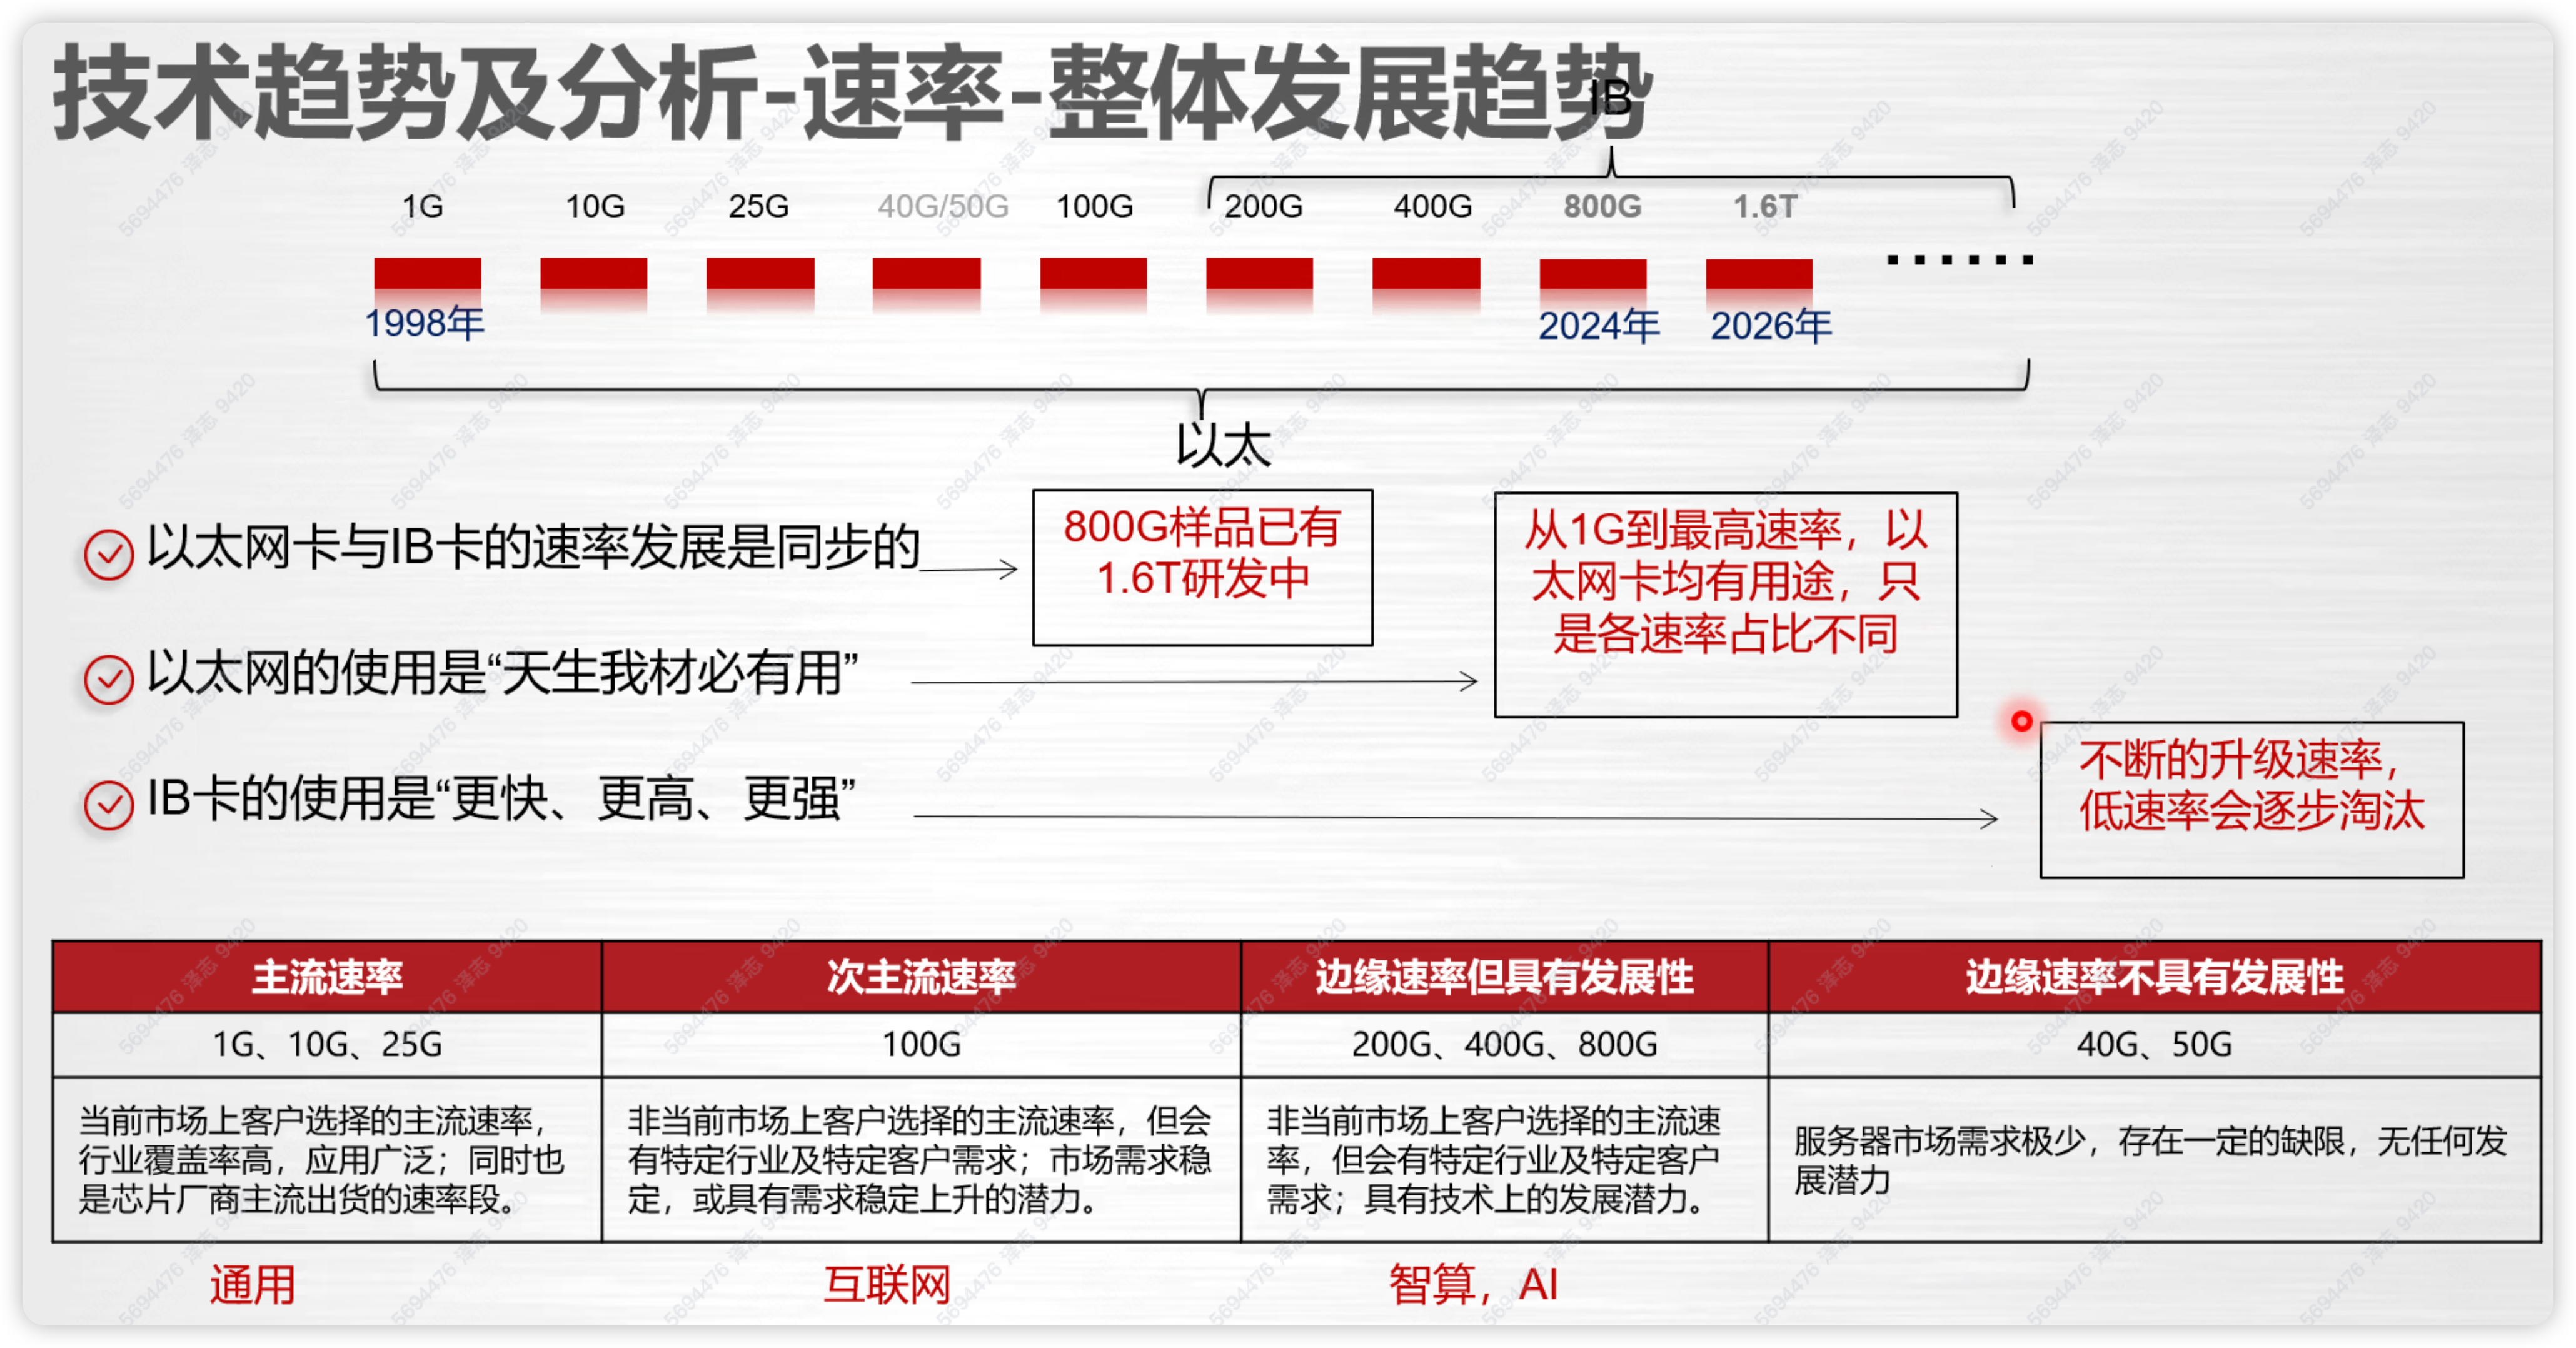 技术趋势及分析-速率-整体发展趋势
IB
1G 10G 25G 40G/50G 100G 200G 400G 800G 1.6T
······
1998年 2024年 2026年
以太
以太网卡与IB卡的速率发展是同步的
800G样品已有
1.6T研发中
以太网的使用是“天生我材必有用”
从1G到最高速率，以
太网卡均有用途，只
是各速率占比不同
IB卡的使用是“更快、更高、更强”
不断的升级速率，
低速率会逐步淘汰
主流速率 次主流速率 边缘速率但具有发展性 边缘速率不具有发展性
1G、10G、25G 100G 200G、400G、800G 40G、50G
当前市场上客户选择的主流速率，
行业覆盖率高，应用广泛；同时也
是芯片厂商主流出货的速率段。
非当前市场上客户选择的主流速率，但会
有特定行业及特定客户需求；市场需求稳
定，或具有需求稳定上升的潜力。
非当前市场上客户选择的主流速
率，但会有特定行业及特定客户
需求；具有技术上的发展潜力。
服务器市场需求极少，存在一定的缺限，无任何发
展潜力
通用 互联网 智算，AI
5694476 泽志 9420